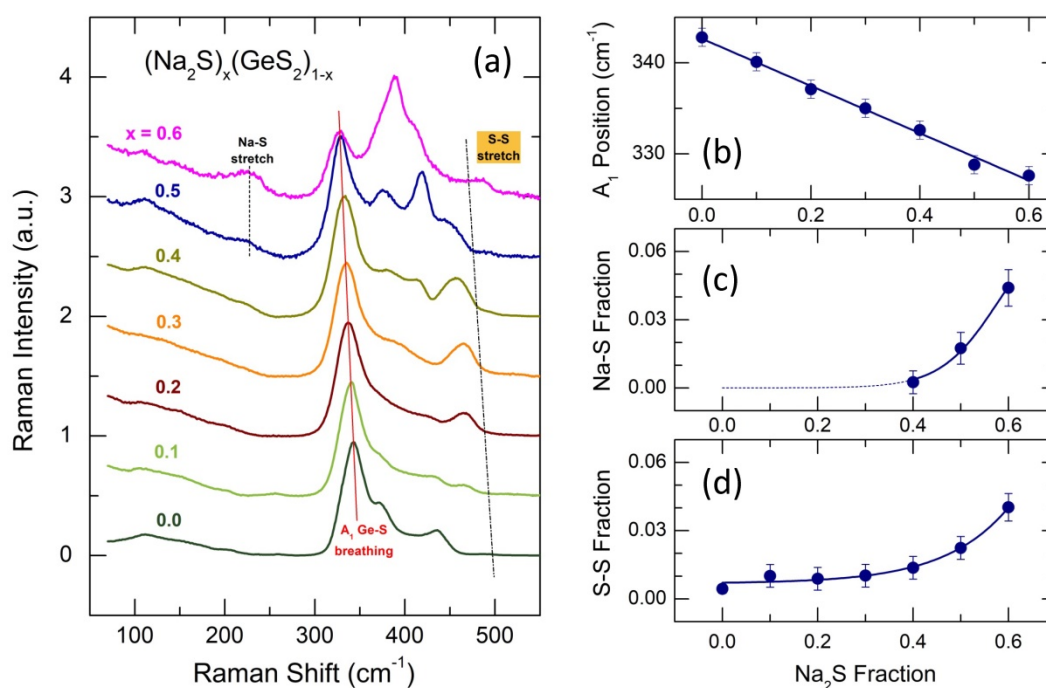 (Na₂S)ₓ(GeS₂)₁₋ₓ
(a)
x = 0.6
0.5
0.4
0.3
0.2
0.1
0.0
Na-S
stretch
S-S
stretch
A₁ Ge-S
breathing
4
3
2
1
0
Raman Intensity (a.u.)
100 200 300 400 500
Raman Shift (cm⁻¹)
(b)
A₁ Position (cm⁻¹)
340
330
0.0 0.2 0.4 0.6
(c)
Na-S Fraction
0.06
0.03
0.00
0.0 0.2 0.4 0.6
(d)
S-S Fraction
0.06
0.03
0.00
0.0 0.2 0.4 0.6
Na₂S Fraction